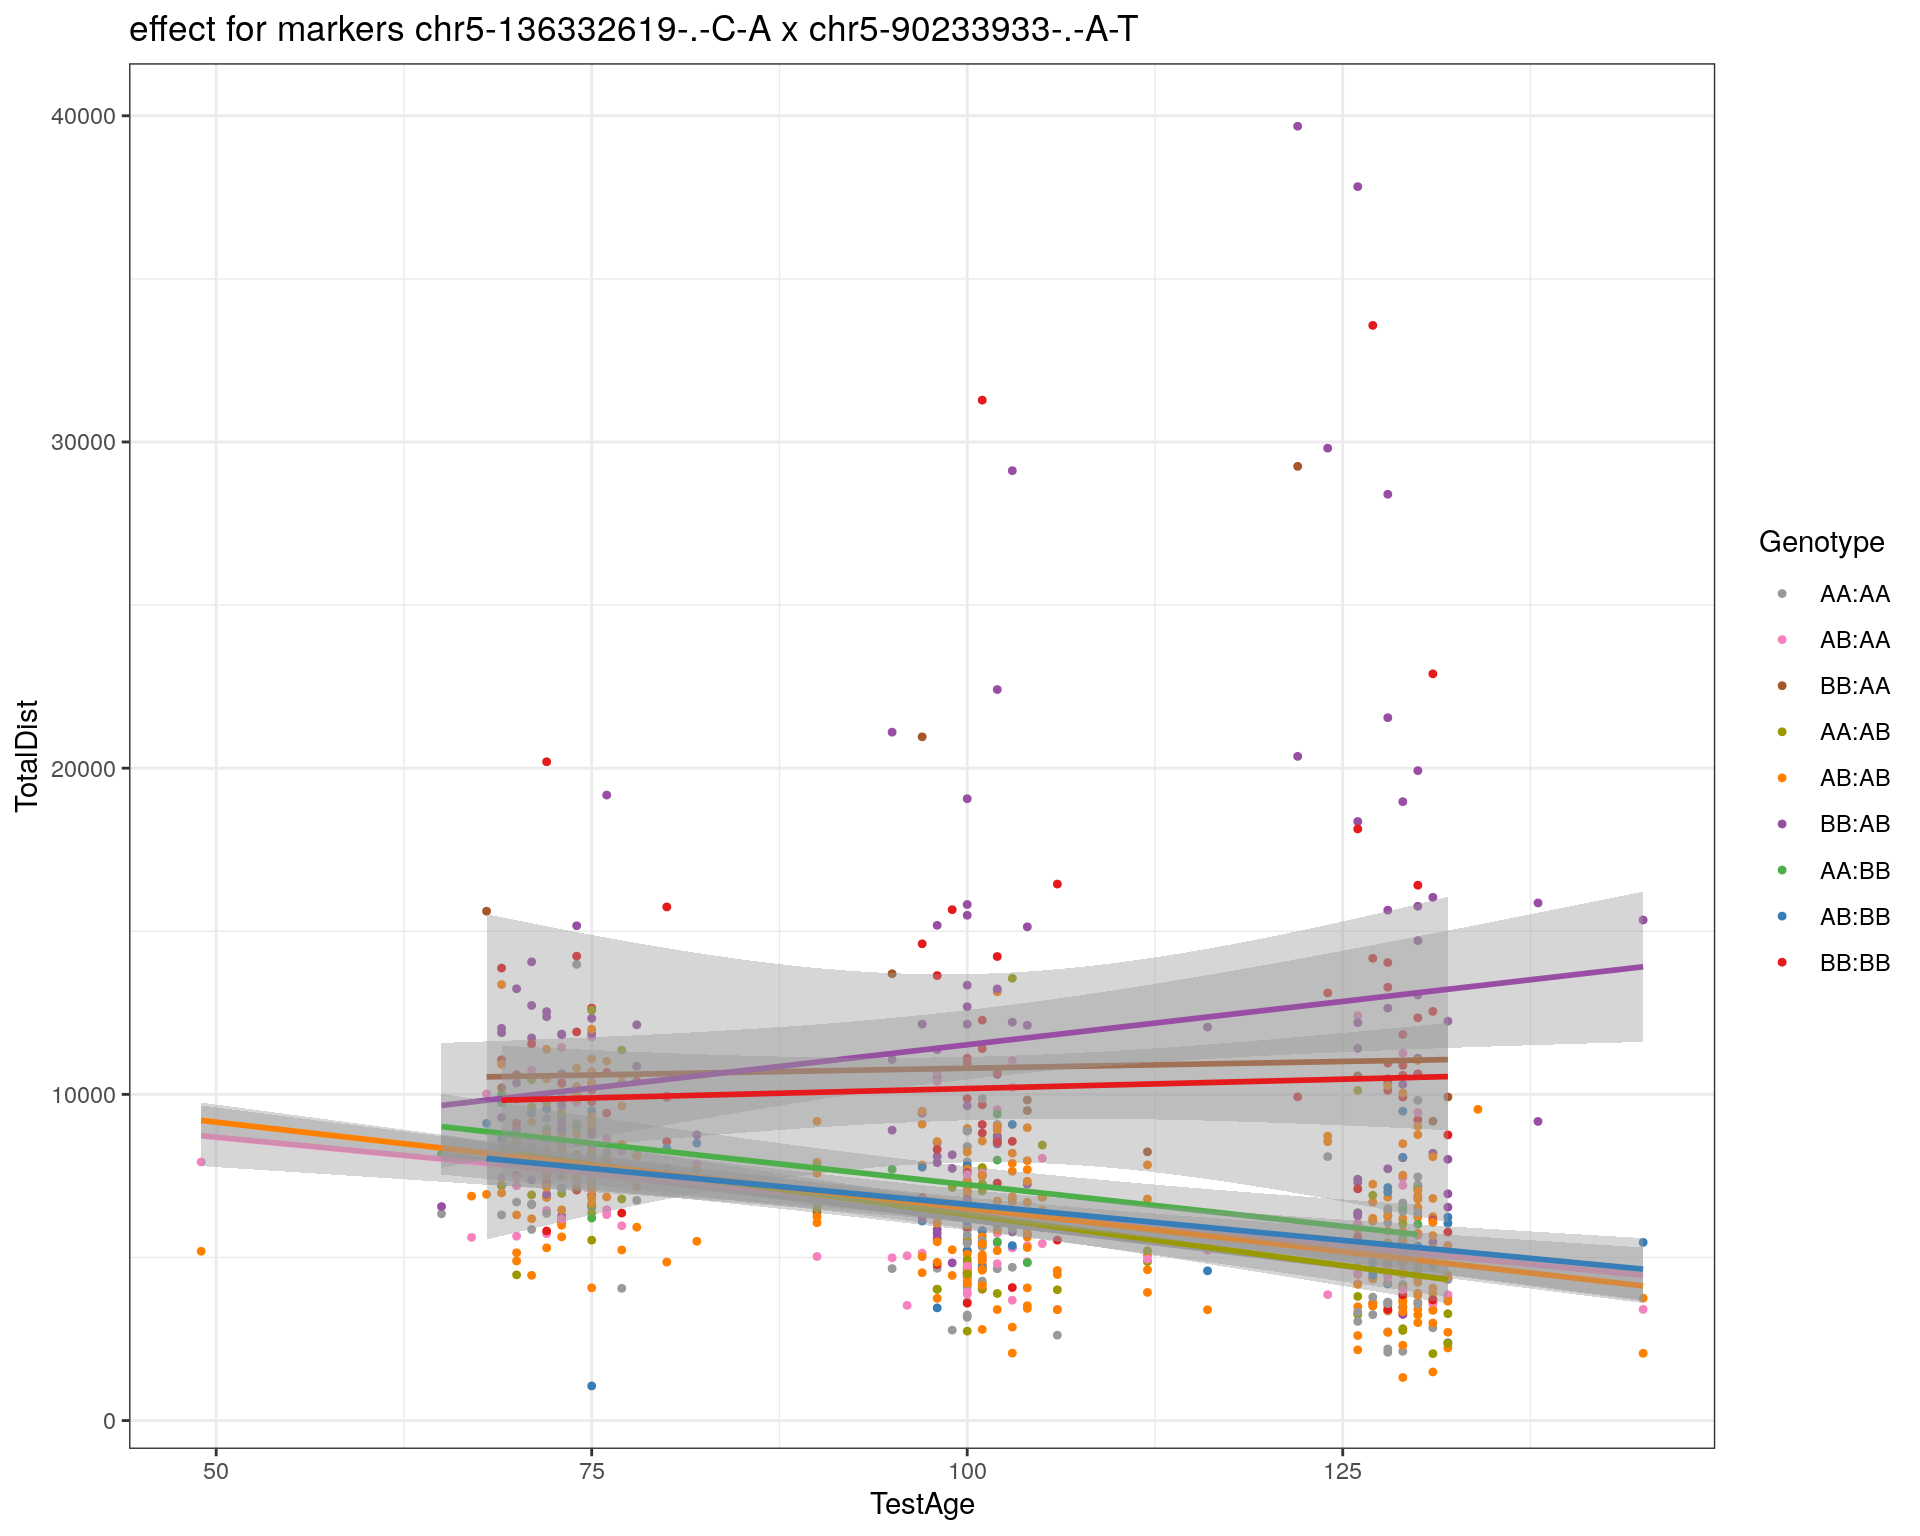 effect for markers chr5-136332619-.-C-A x chr5-90233933-.-A-T
40000
30000
20000
10000
0
TotalDist
50
75
100
125
TestAge
Genotype
AA:AA
AB:AA
BB:AA
AA:AB
AB:AB
BB:AB
AA:BB
AB:BB
BB:BB